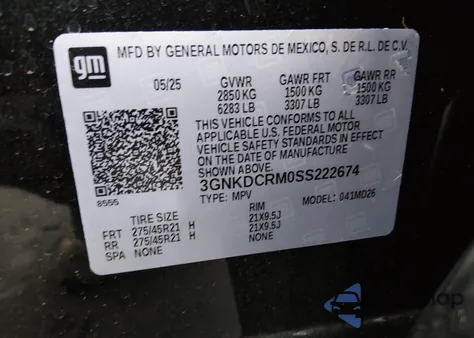 gm
MFD BY GENERAL MOTORS DE MEXICO, S. DE R.L. DE C.V.
05/25 GVWR GAWR FRT GAWR RR
2850 KG 1500 KG 1500 KG
6283 LB 3307 LB 3307 LB
THIS VEHICLE CONFORMS TO ALL
APPLICABLE U.S. FEDERAL MOTOR
VEHICLE SAFETY STANDARDS IN EFFECT
ON THE DATE OF MANUFACTURE
SHOWN ABOVE.
3GNKDCRM0SS222674
8555 TYPE: MPV MODEL: 041MD26
TIRE SIZE RIM
FRT 275/45R21 H 21X9.5J
RR 275/45R21 H 21X9.5J
SPA NONE NONE